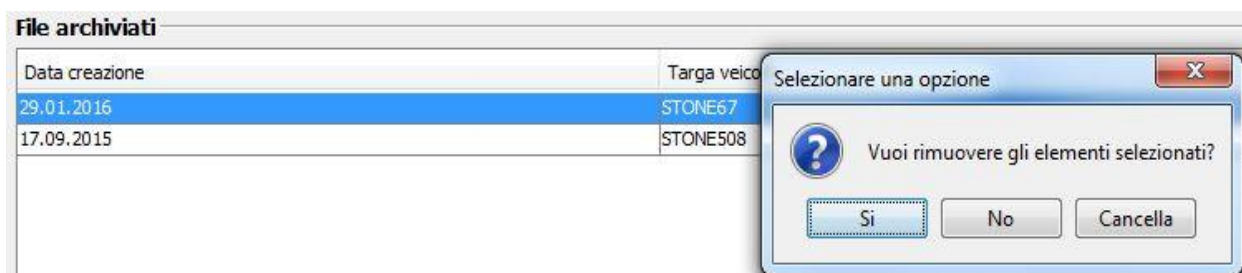 File archiviati
Data creazione
Targa veico
29.01.2016
STONE67
17.09.2015
STONE508
Selezionare una opzione
Vuoi rimuovere gli elementi selezionati?
Si
No
Cancella